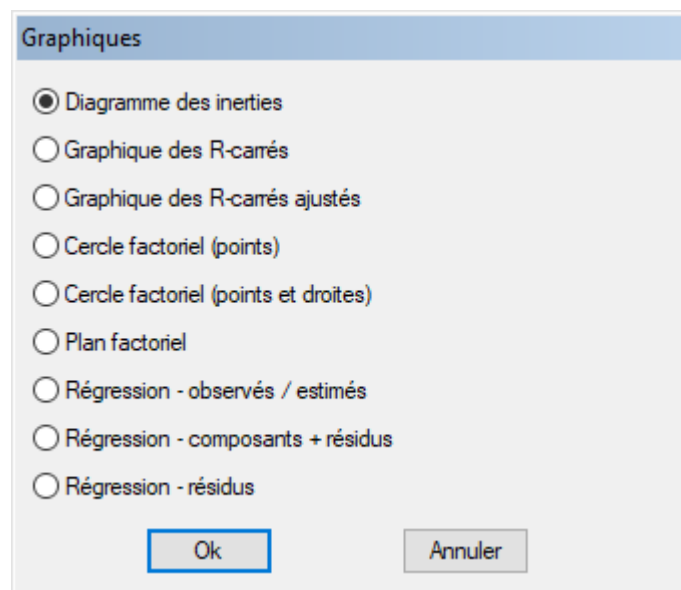 Graphiques
Diagramme des inerties
Graphique des R-carrés
Graphique des R-carrés ajustés
Cercle factoriel (points)
Cercle factoriel (points et droites)
Plan factoriel
Régression - observés / estimés
Régression - composants + résidus
Régression - résidus
Ok Annuler